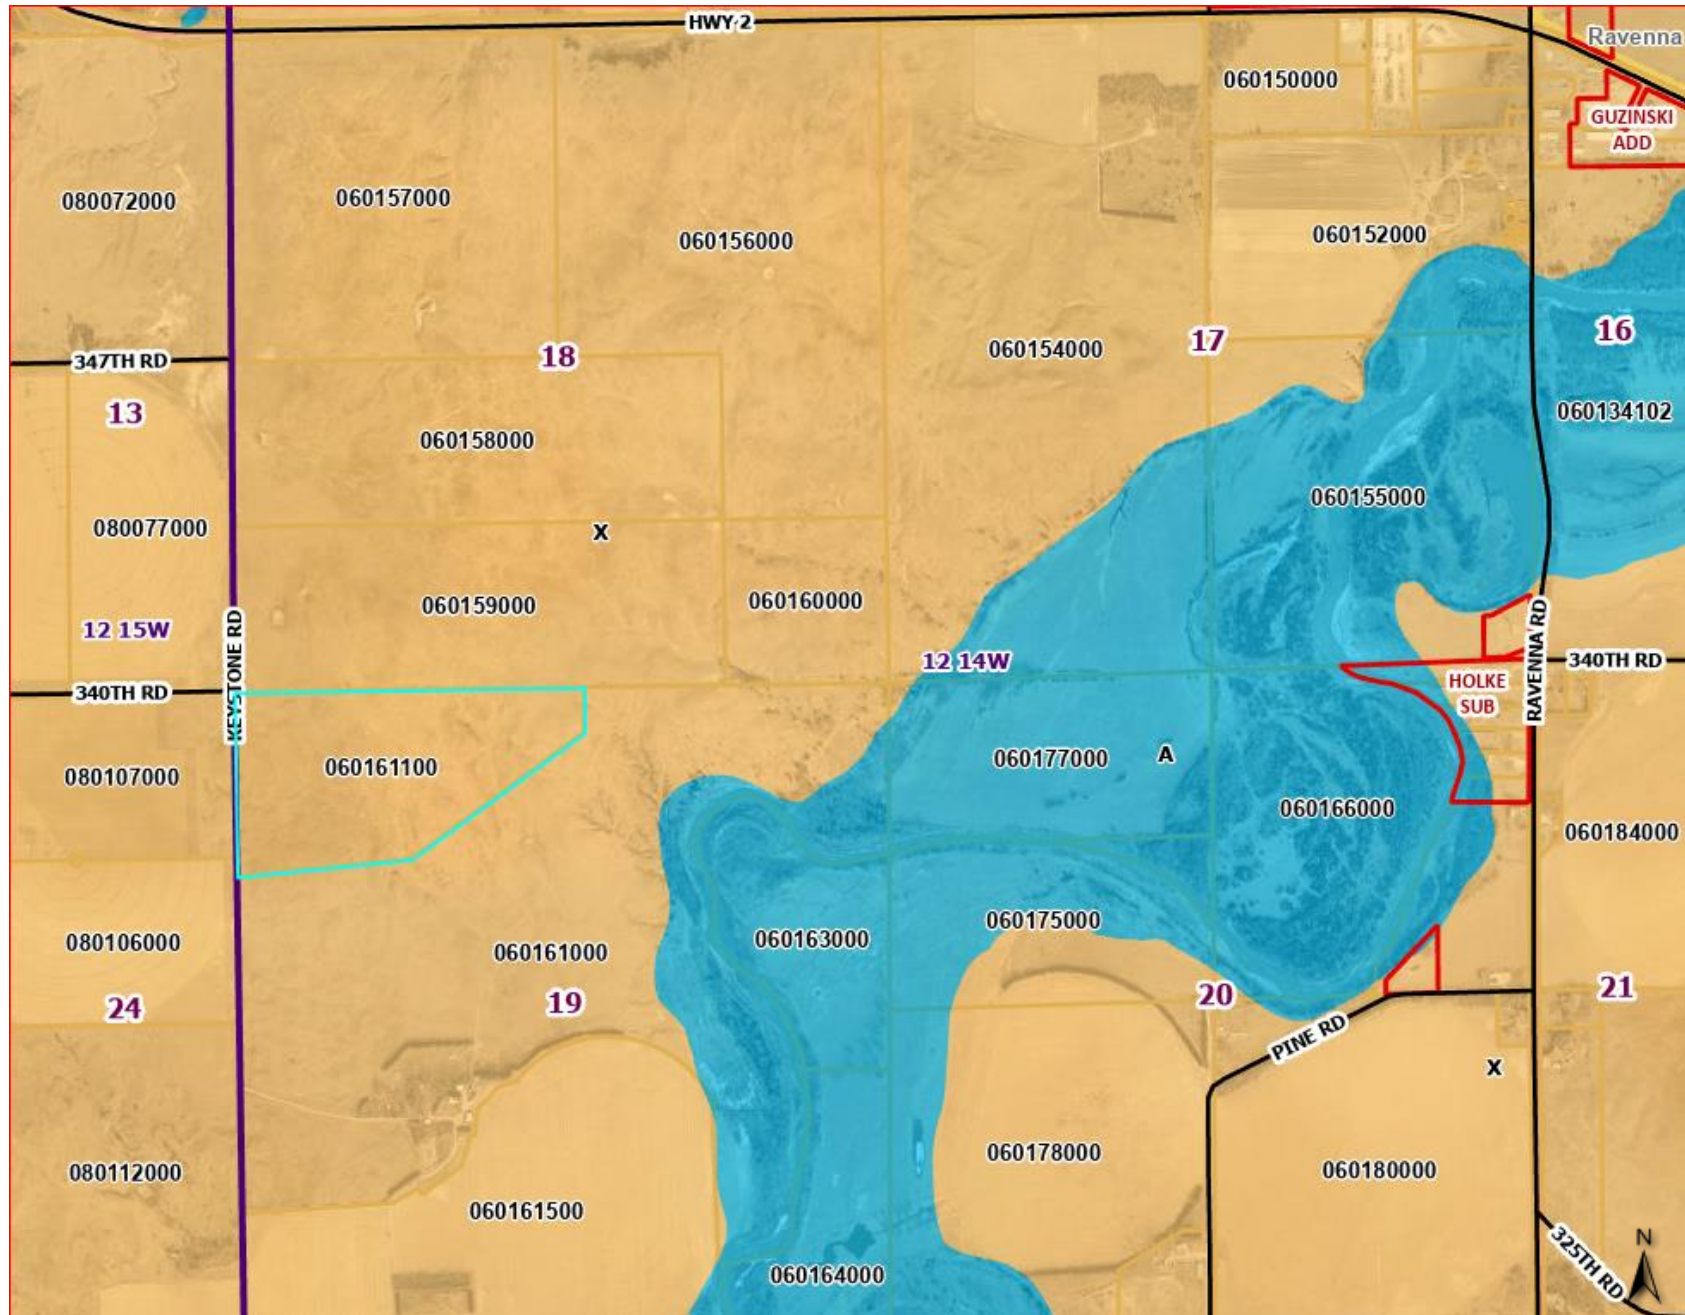 HWY 2
Ravenna
060150000
GUZINSKI
ADD
080072000
060157000
060156000
060152000
16
17
060154000
18
347TH RD
13
060134102
060158000
060155000
080077000
X
060159000
060160000
12 15W
KEYSTONE RD
12 14W
RAVENNA RD
340TH RD
340TH RD
HOLKE
SUB
080107000
060161100
060177000
A
060166000
060184000
080106000
060161000
060163000
060175000
24
19
20
21
PINE RD
X
080112000
060178000
060180000
060161500
060164000
325TH RD
N